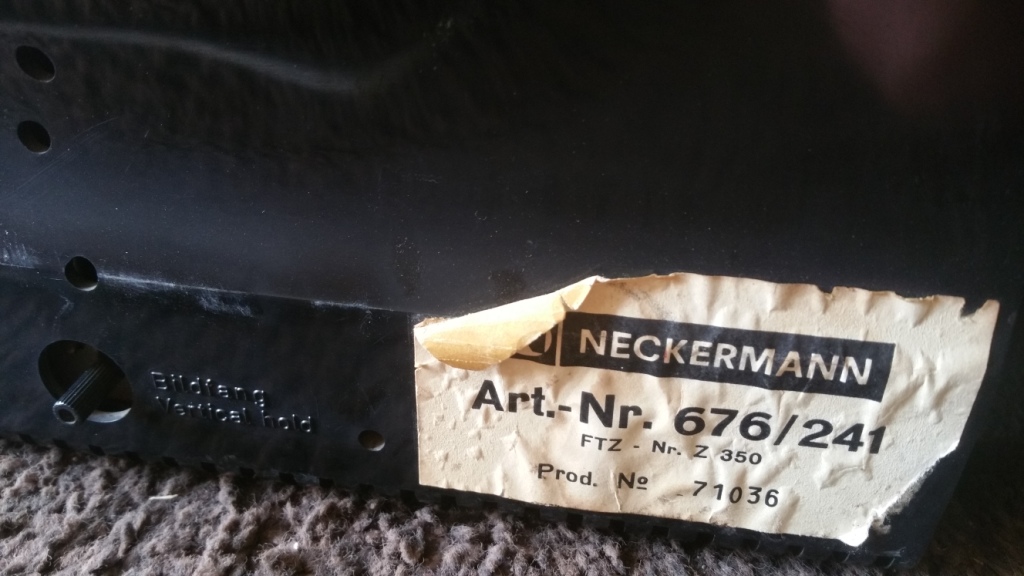 Bildfang
Vertical hold
NECKERMANN
Art.-Nr. 676/241
FTZ - Nr. Z 350
Prod. Nº 71036